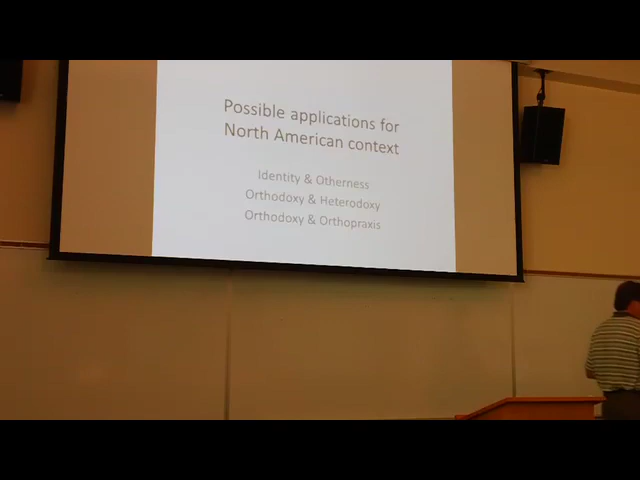 Possible applications for
North American context
Identity & Otherness
Orthodoxy & Heterodoxy
Orthodoxy & Orthopraxis